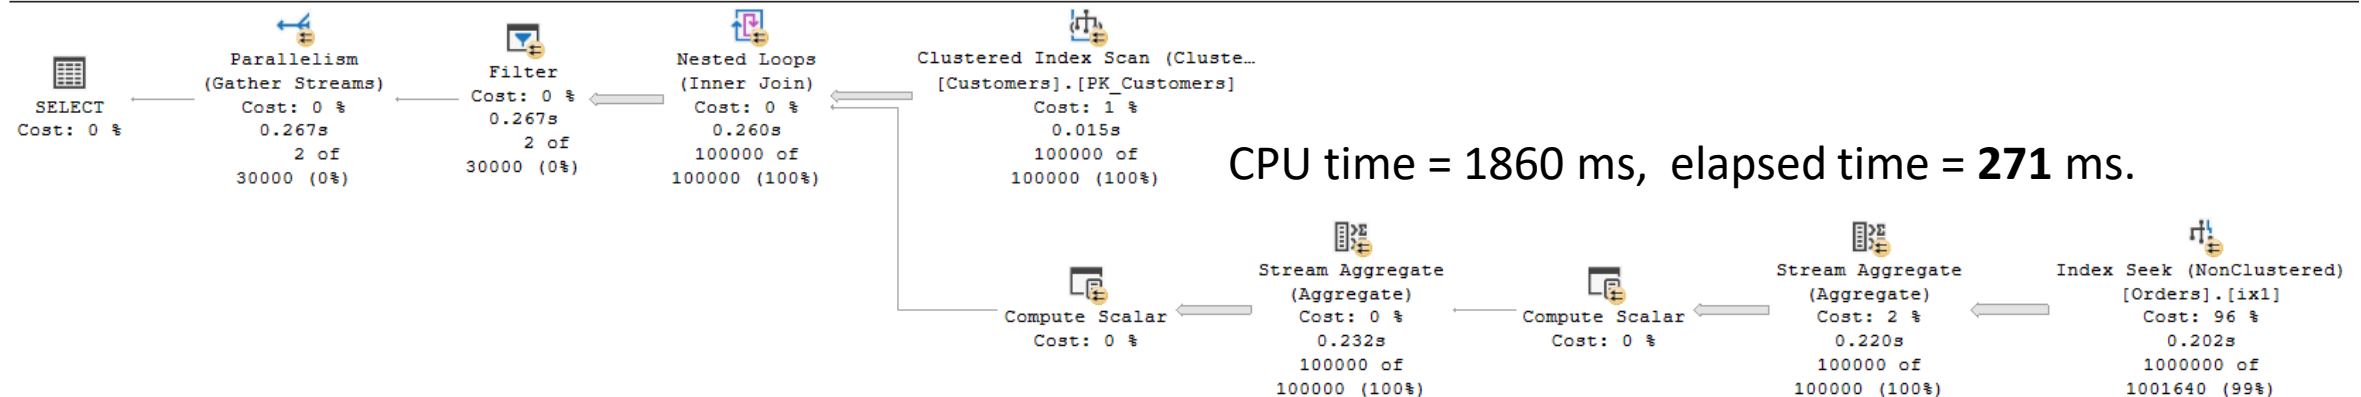 SELECT
Cost: 0 %
Parallelism
(Gather Streams)
Cost: 0 %
0.267s
2 of
30000 (0%)
Filter
Cost: 0 %
0.267s
2 of
30000 (0%)
Nested Loops
(Inner Join)
Cost: 0 %
0.260s
100000 of
100000 (100%)
Clustered Index Scan (Cluste…
[Customers].[PK_Customers]
Cost: 1 %
0.015s
100000 of
100000 (100%)
CPU time = 1860 ms, elapsed time = 271 ms.
Compute Scalar
Cost: 0 %
Stream Aggregate
(Aggregate)
Cost: 0 %
0.232s
100000 of
100000 (100%)
Compute Scalar
Cost: 0 %
Stream Aggregate
(Aggregate)
Cost: 2 %
0.220s
100000 of
100000 (100%)
Index Seek (NonClustered)
[Orders].[ix1]
Cost: 96 %
0.202s
1000000 of
1001640 (99%)